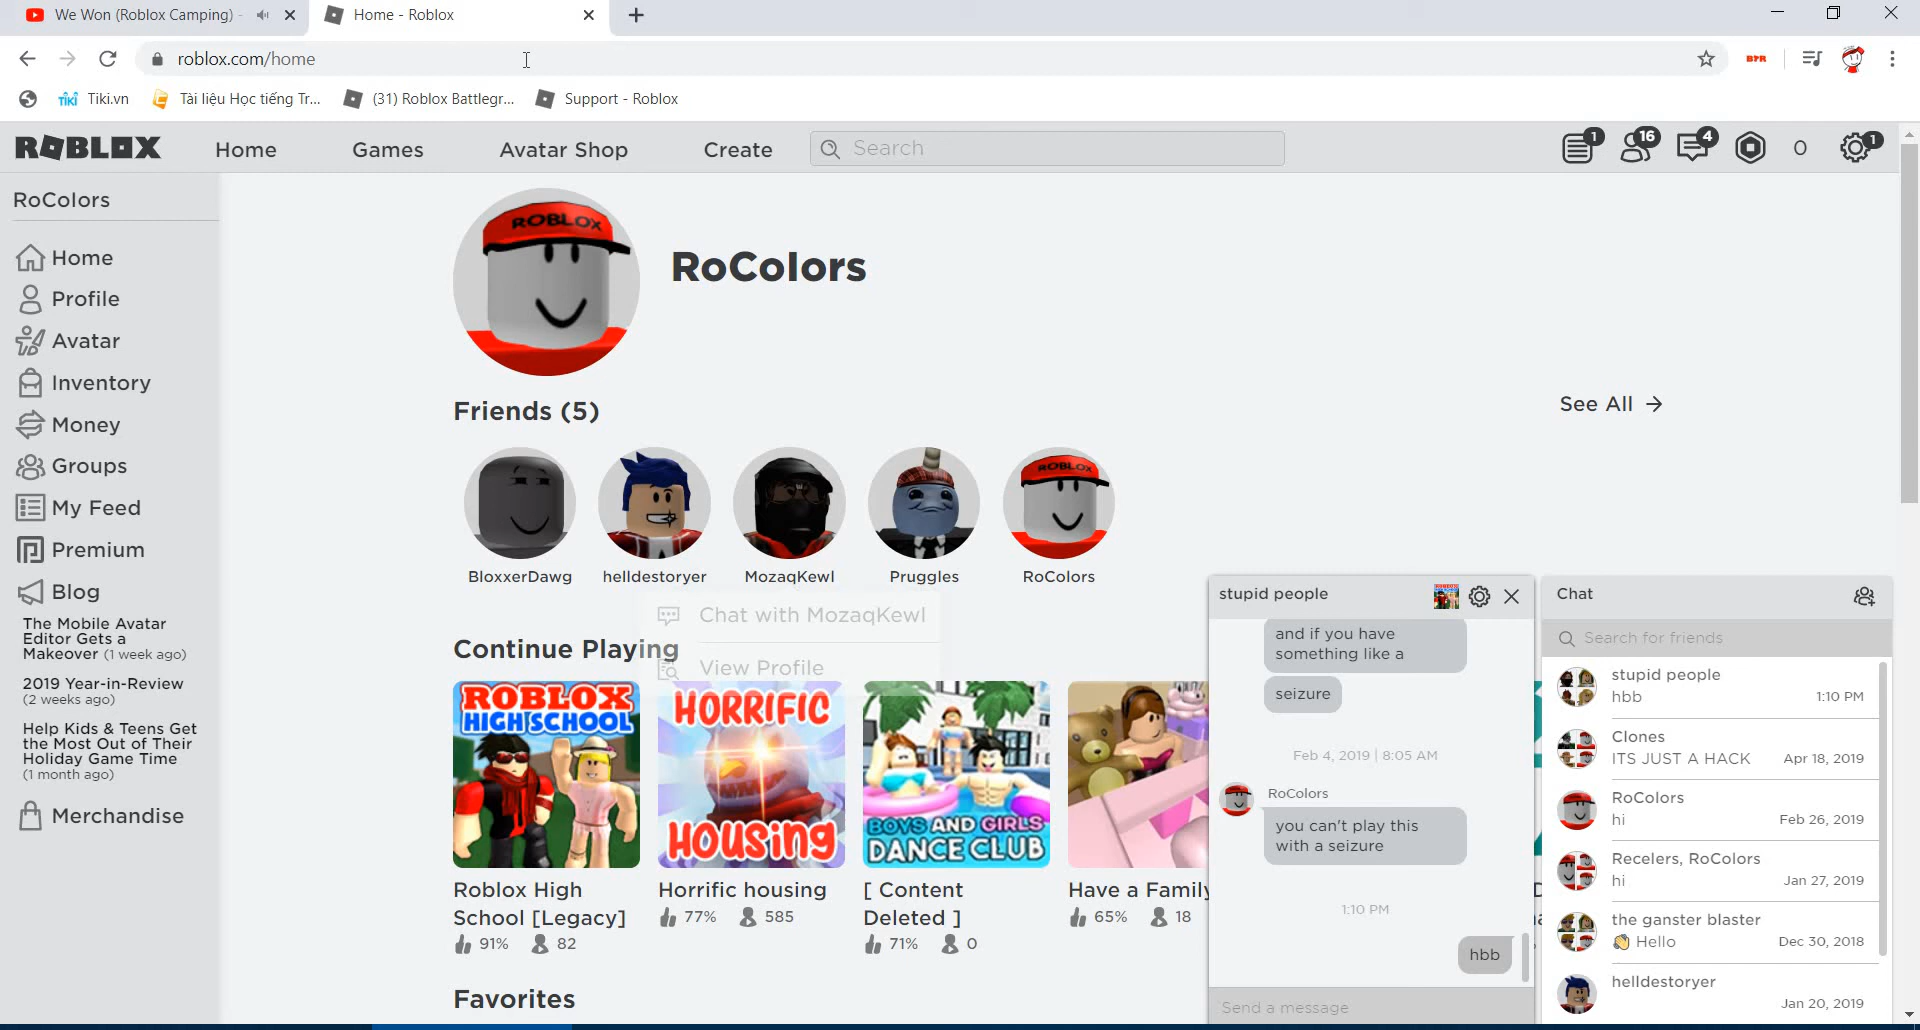 We Won (Roblox Camping) -
Home - Roblox
roblox.com/home
BTR
TIKI Tiki.vn
Tài liệu Học tiếng Tr...
(31) Roblox Battlegr...
Support - Roblox
ROBLOX
Home
Games
Avatar Shop
Create
Search
1
16
4
0
1
RoColors
Home
Profile
Avatar
Inventory
Money
Groups
My Feed
Premium
Blog
The Mobile Avatar
Editor Gets a
Makeover (1 week ago)
2019 Year-in-Review
(2 weeks ago)
Help Kids & Teens Get
the Most Out of Their
Holiday Game Time
(1 month ago)
Merchandise
ROBLOX
RoColors
Friends (5)
See All
ROBLOX
BloxxerDawg
helldestoryer
MozaqKewl
Pruggles
RoColors
Chat with MozaqKewl
View Profile
Continue Playing
ROBLOX
HIGH SCHOOL
HORRIFIC
HOUSING
BOYS AND GIRLS
DANCE CLUB
Roblox High
School [Legacy]
91% 82
Horrific housing
77% 585
[ Content
Deleted ]
71% 0
Have a Family
65% 18
Favorites
stupid people
and if you have
something like a
seizure
Feb 4, 2019 | 8:05 AM
RoColors
you can't play this
with a seizure
1:10 PM
hbb
Send a message
Chat
Search for friends
stupid people
hbb 1:10 PM
Clones
ITS JUST A HACK Apr 18, 2019
RoColors
hi Feb 26, 2019
Recelers, RoColors
hi Jan 27, 2019
the ganster blaster
👋 Hello Dec 30, 2018
helldestoryer
Jan 20, 2019